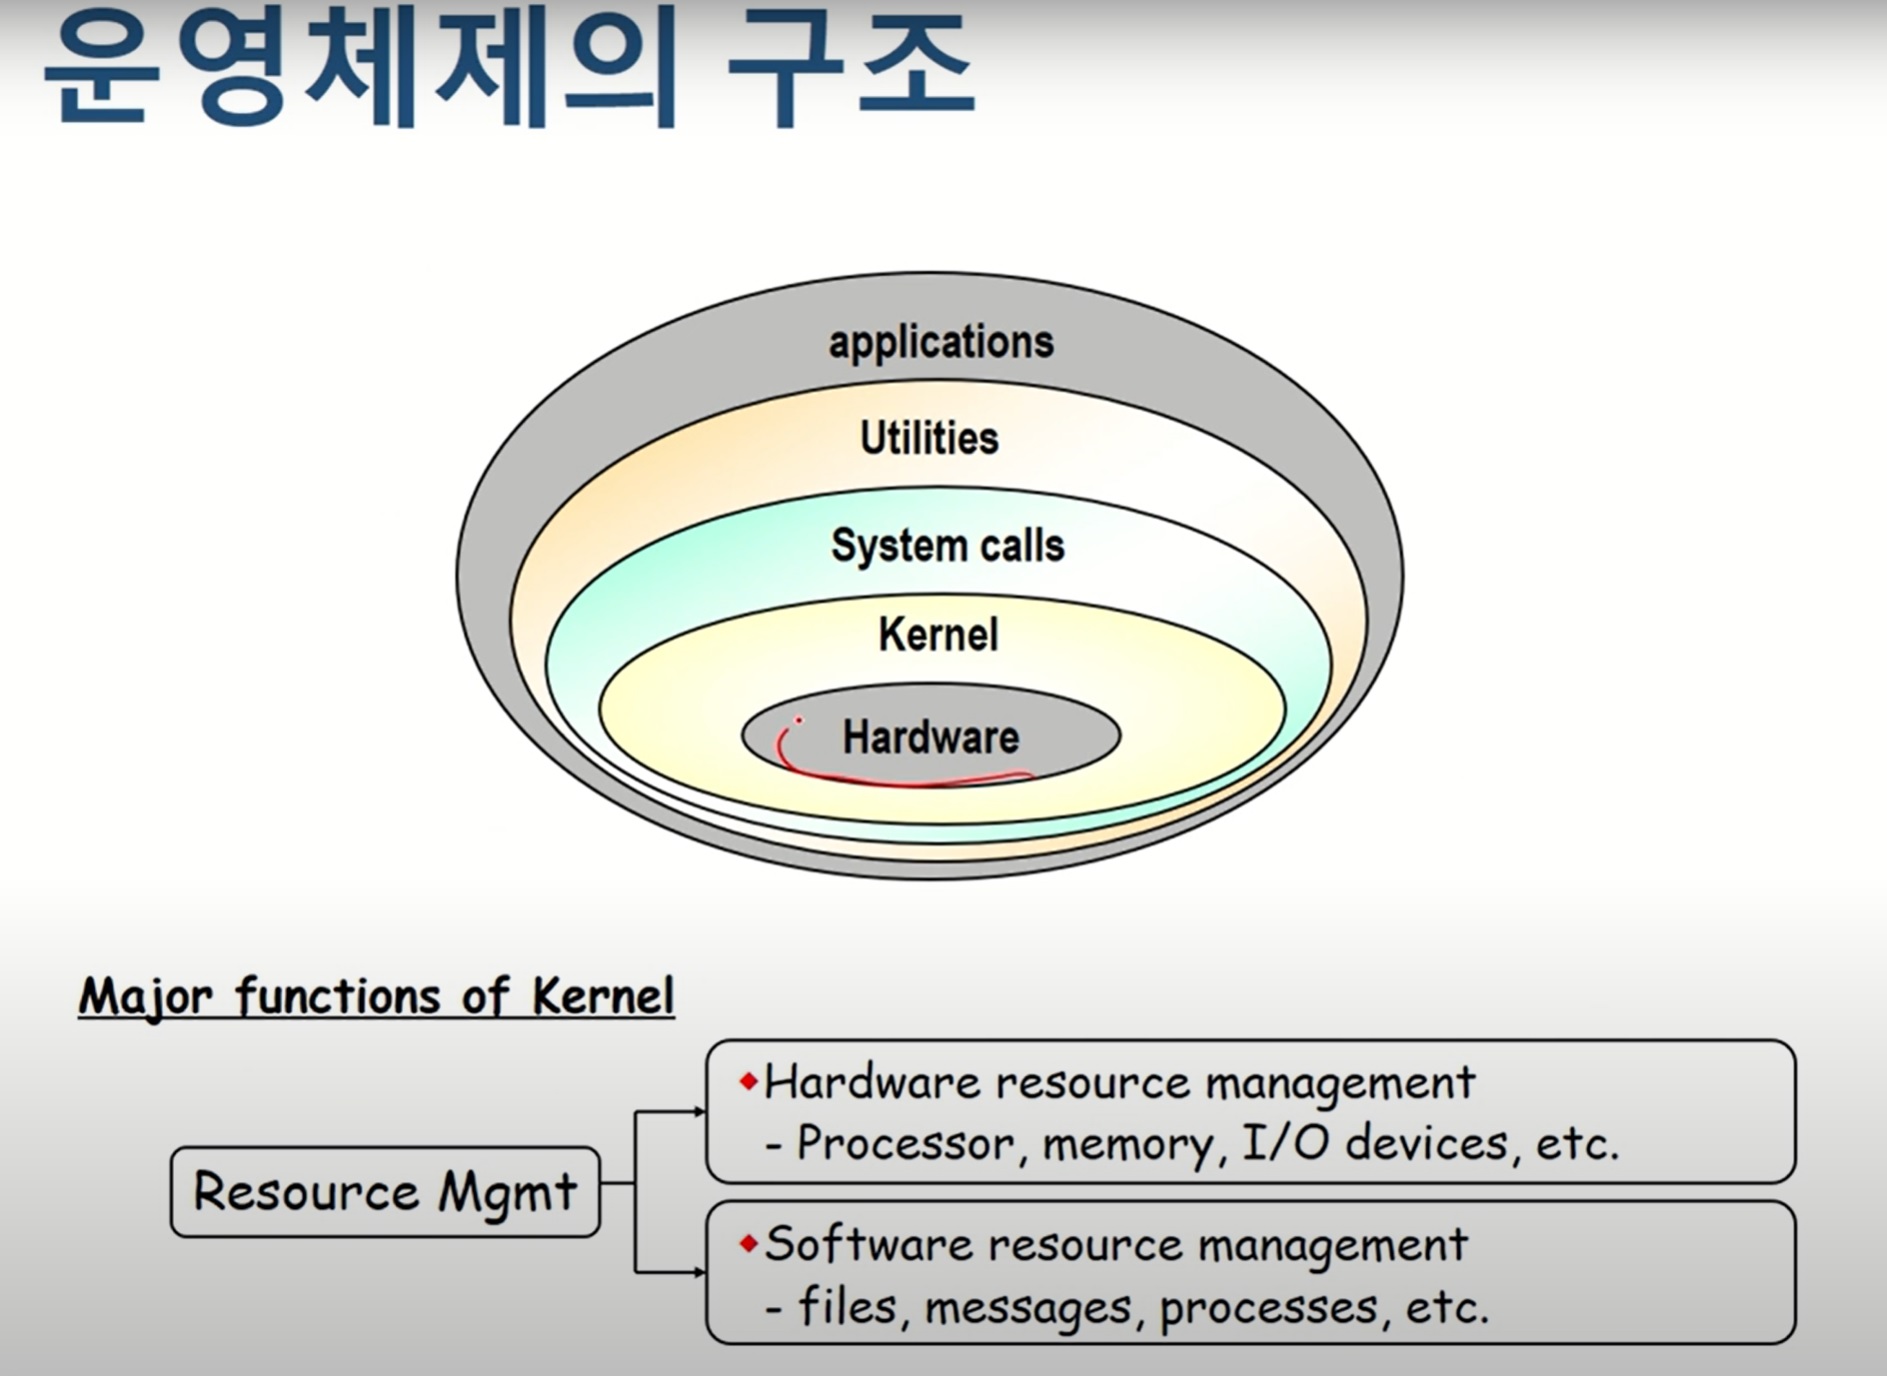 운영체제의 구조
applications
Utilities
System calls
Kernel
Hardware
Major functions of Kernel
Resource Mgmt
◆Hardware resource management
- Processor, memory, I/O devices, etc.
◆Software resource management
- files, messages, processes, etc.